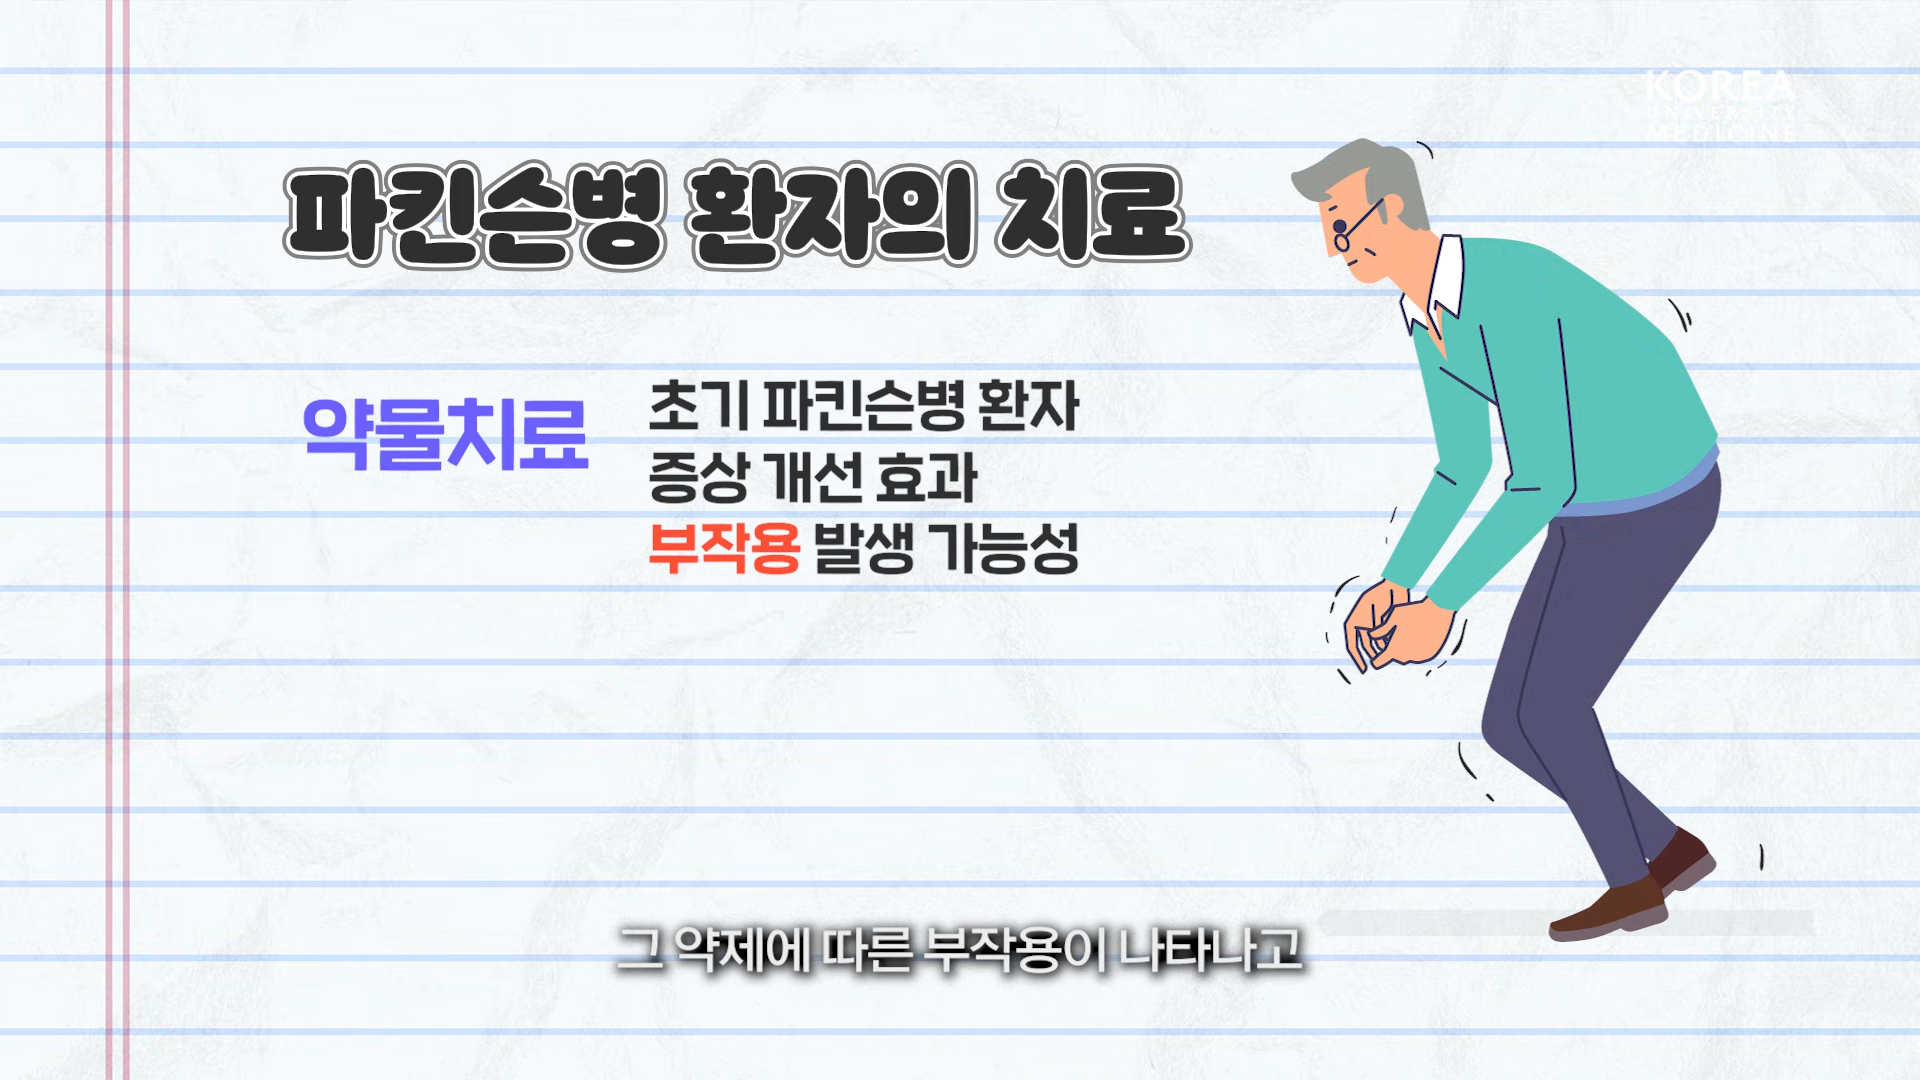 KOREA
UNIVERSITY
MEDICINE
파킨슨병 환자의 치료
약물치료
초기 파킨슨병 환자
증상 개선 효과
부작용 발생 가능성
그 약제에 따른 부작용이 나타나고